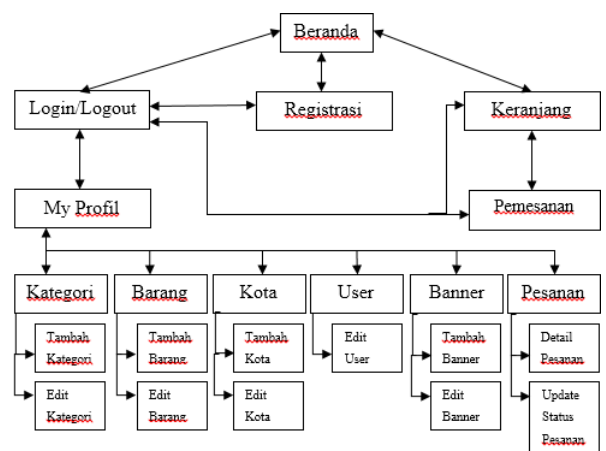 Beranda
Login/Logout
Registrasi
Keranjang
My Profil
Pemesanan
Kategori
Barang
Kota
User
Banner
Pesanan
Tambah
Kategori
Tambah
Barang
Tambah
Kota
Edit
User
Tambah
Banner
Detail
Pesanan
Edit
Kategori
Edit
Barang
Edit
Kota
Edit
Banner
Update
Status
Pesanan